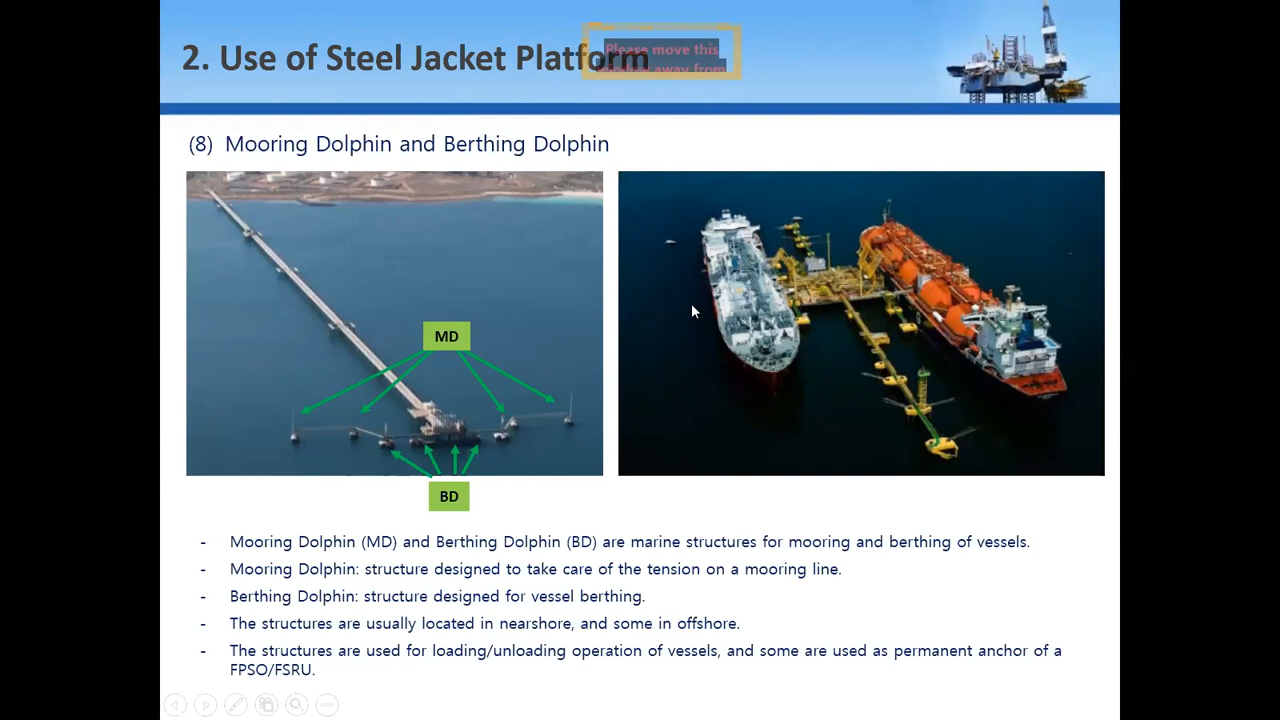 2. Use of Steel Jacket Platform
Please move this
away from
(8) Mooring Dolphin and Berthing Dolphin
MD
BD
- Mooring Dolphin (MD) and Berthing Dolphin (BD) are marine structures for mooring and berthing of vessels.
- Mooring Dolphin: structure designed to take care of the tension on a mooring line.
- Berthing Dolphin: structure designed for vessel berthing.
- The structures are usually located in nearshore, and some in offshore.
- The structures are used for loading/unloading operation of vessels, and some are used as permanent anchor of a
FPSO/FSRU.